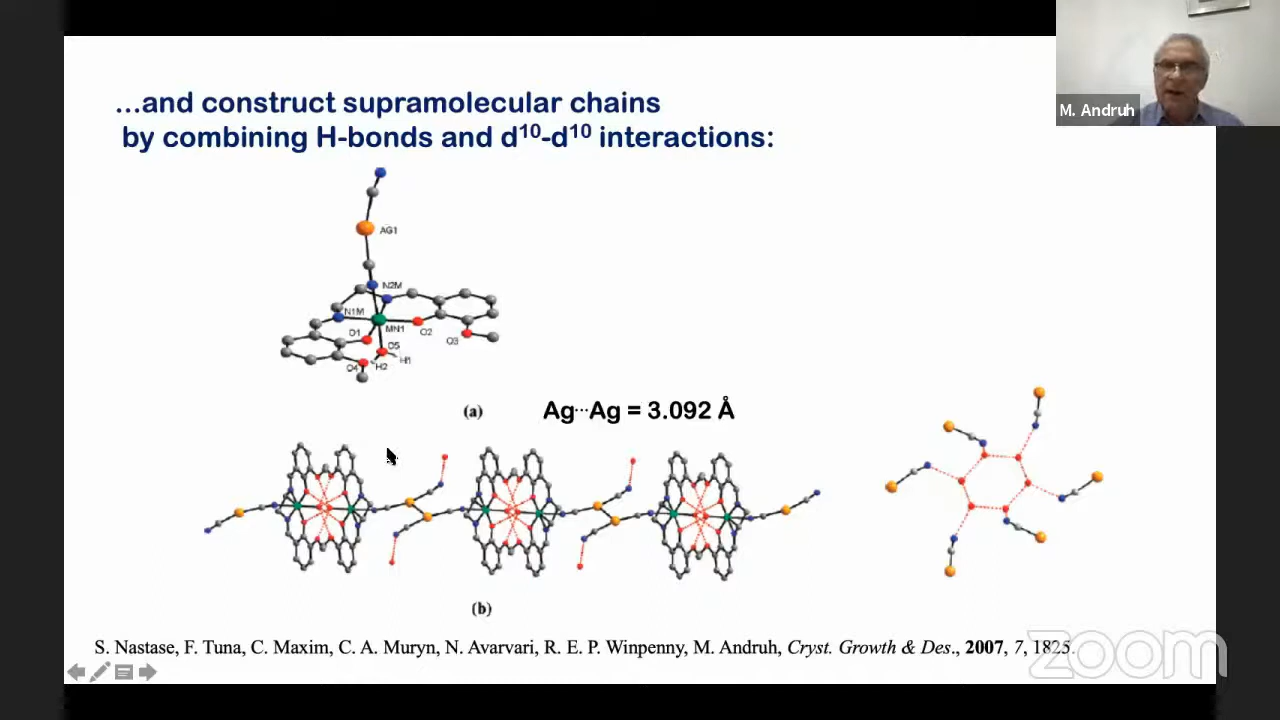 ...and construct supramolecular chains
by combining H-bonds and d10-d10 interactions:
M. Andruh
AG1
N2M
N1M
O1
MN1
O2
O3
O5
H1
H2
O4
(a)
Ag...Ag = 3.092 Å
(b)
S. Nastase, F. Tuna, C. Maxim, C. A. Muryn, N. Avarvari, R. E. P. Winpenny, M. Andruh, Cryst. Growth & Des., 2007, 7, 1825.
zoom